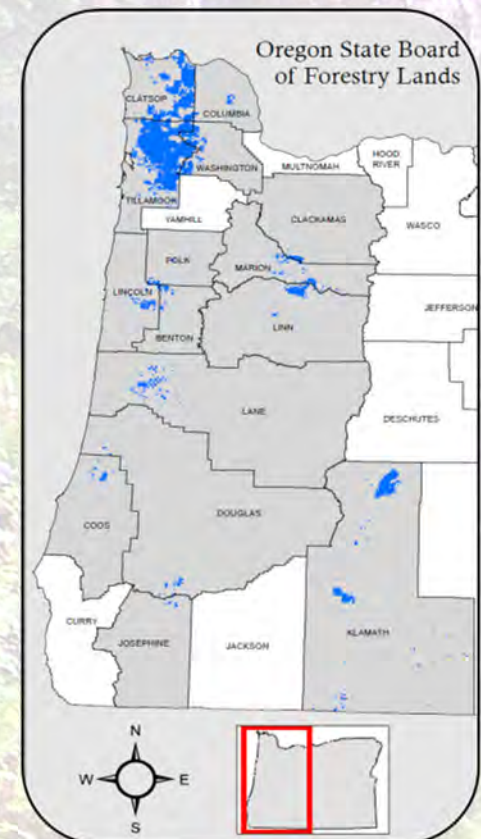 Oregon State Board
of Forestry Lands
CLATSOP
COLUMBIA
WASHINGTON
MULTNOMAH
HOOD
RIVER
TILLAMOOK
YAMHILL
CLACKAMAS
WASCO
POLK
MARION
LINCOLN
JEFFERSON
BENTON
LINN
LANE
DESCHUTES
DOUGLAS
COOS
CURRY
JOSEPHINE
JACKSON
KLAMATH
N
W
E
S